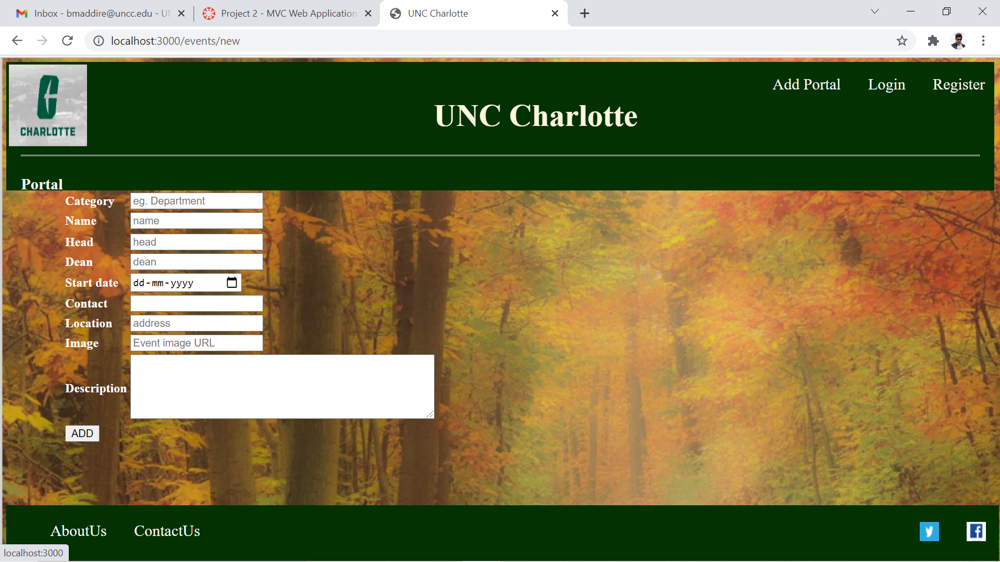 Inbox - bmaddire@uncc.edu - UN
Project 2 - MVC Web Application
UNC Charlotte
localhost:3000/events/new
CHARLOTTE
Add Portal Login Register
UNC Charlotte
Portal
Category eg. Department
Name name
Head head
Dean dean
Start date dd-mm-yyyy
Contact
Location address
Image Event image URL
Description
ADD
AboutUs ContactUs
localhost:3000